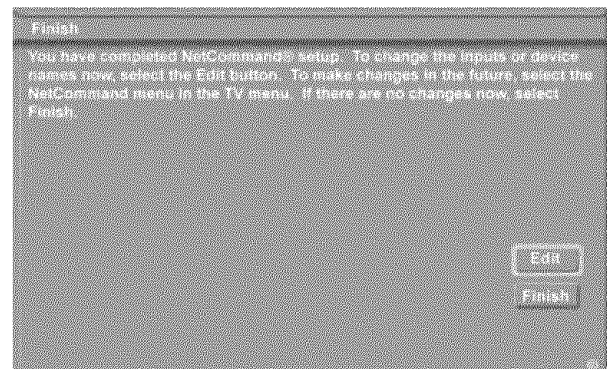 Finish
You have completed NetCommand® setup. To change the inputs or device
names now, select the Edit button. To make changes in the future, select the
NetCommand menu in the TV menu. If there are no changes now, select
Finish.
Edit
Finish